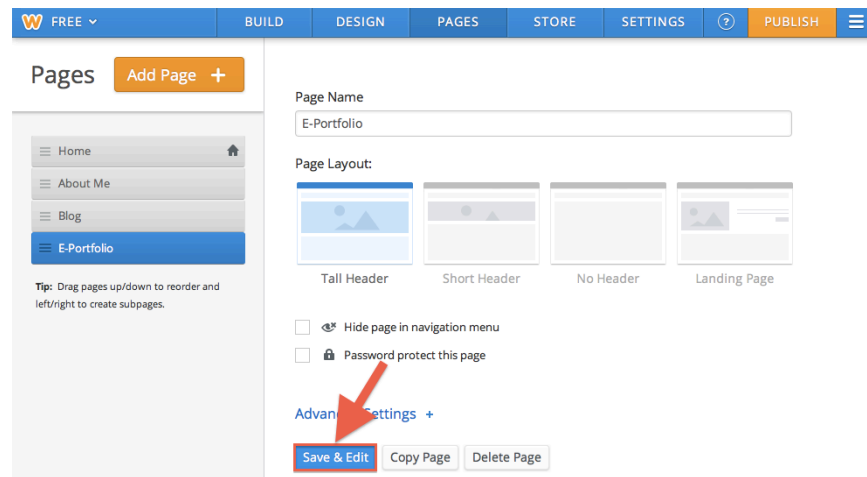 FREE BUILD DESIGN PAGES STORE SETTINGS ? PUBLISH
Pages Add Page +
Home
About Me
Blog
E-Portfolio
Tip: Drag pages up/down to reorder and
left/right to create subpages.
Page Name
E-Portfolio
Page Layout:
Tall Header Short Header No Header Landing Page
Hide page in navigation menu
Password protect this page
Advanced Settings +
Save & Edit Copy Page Delete Page